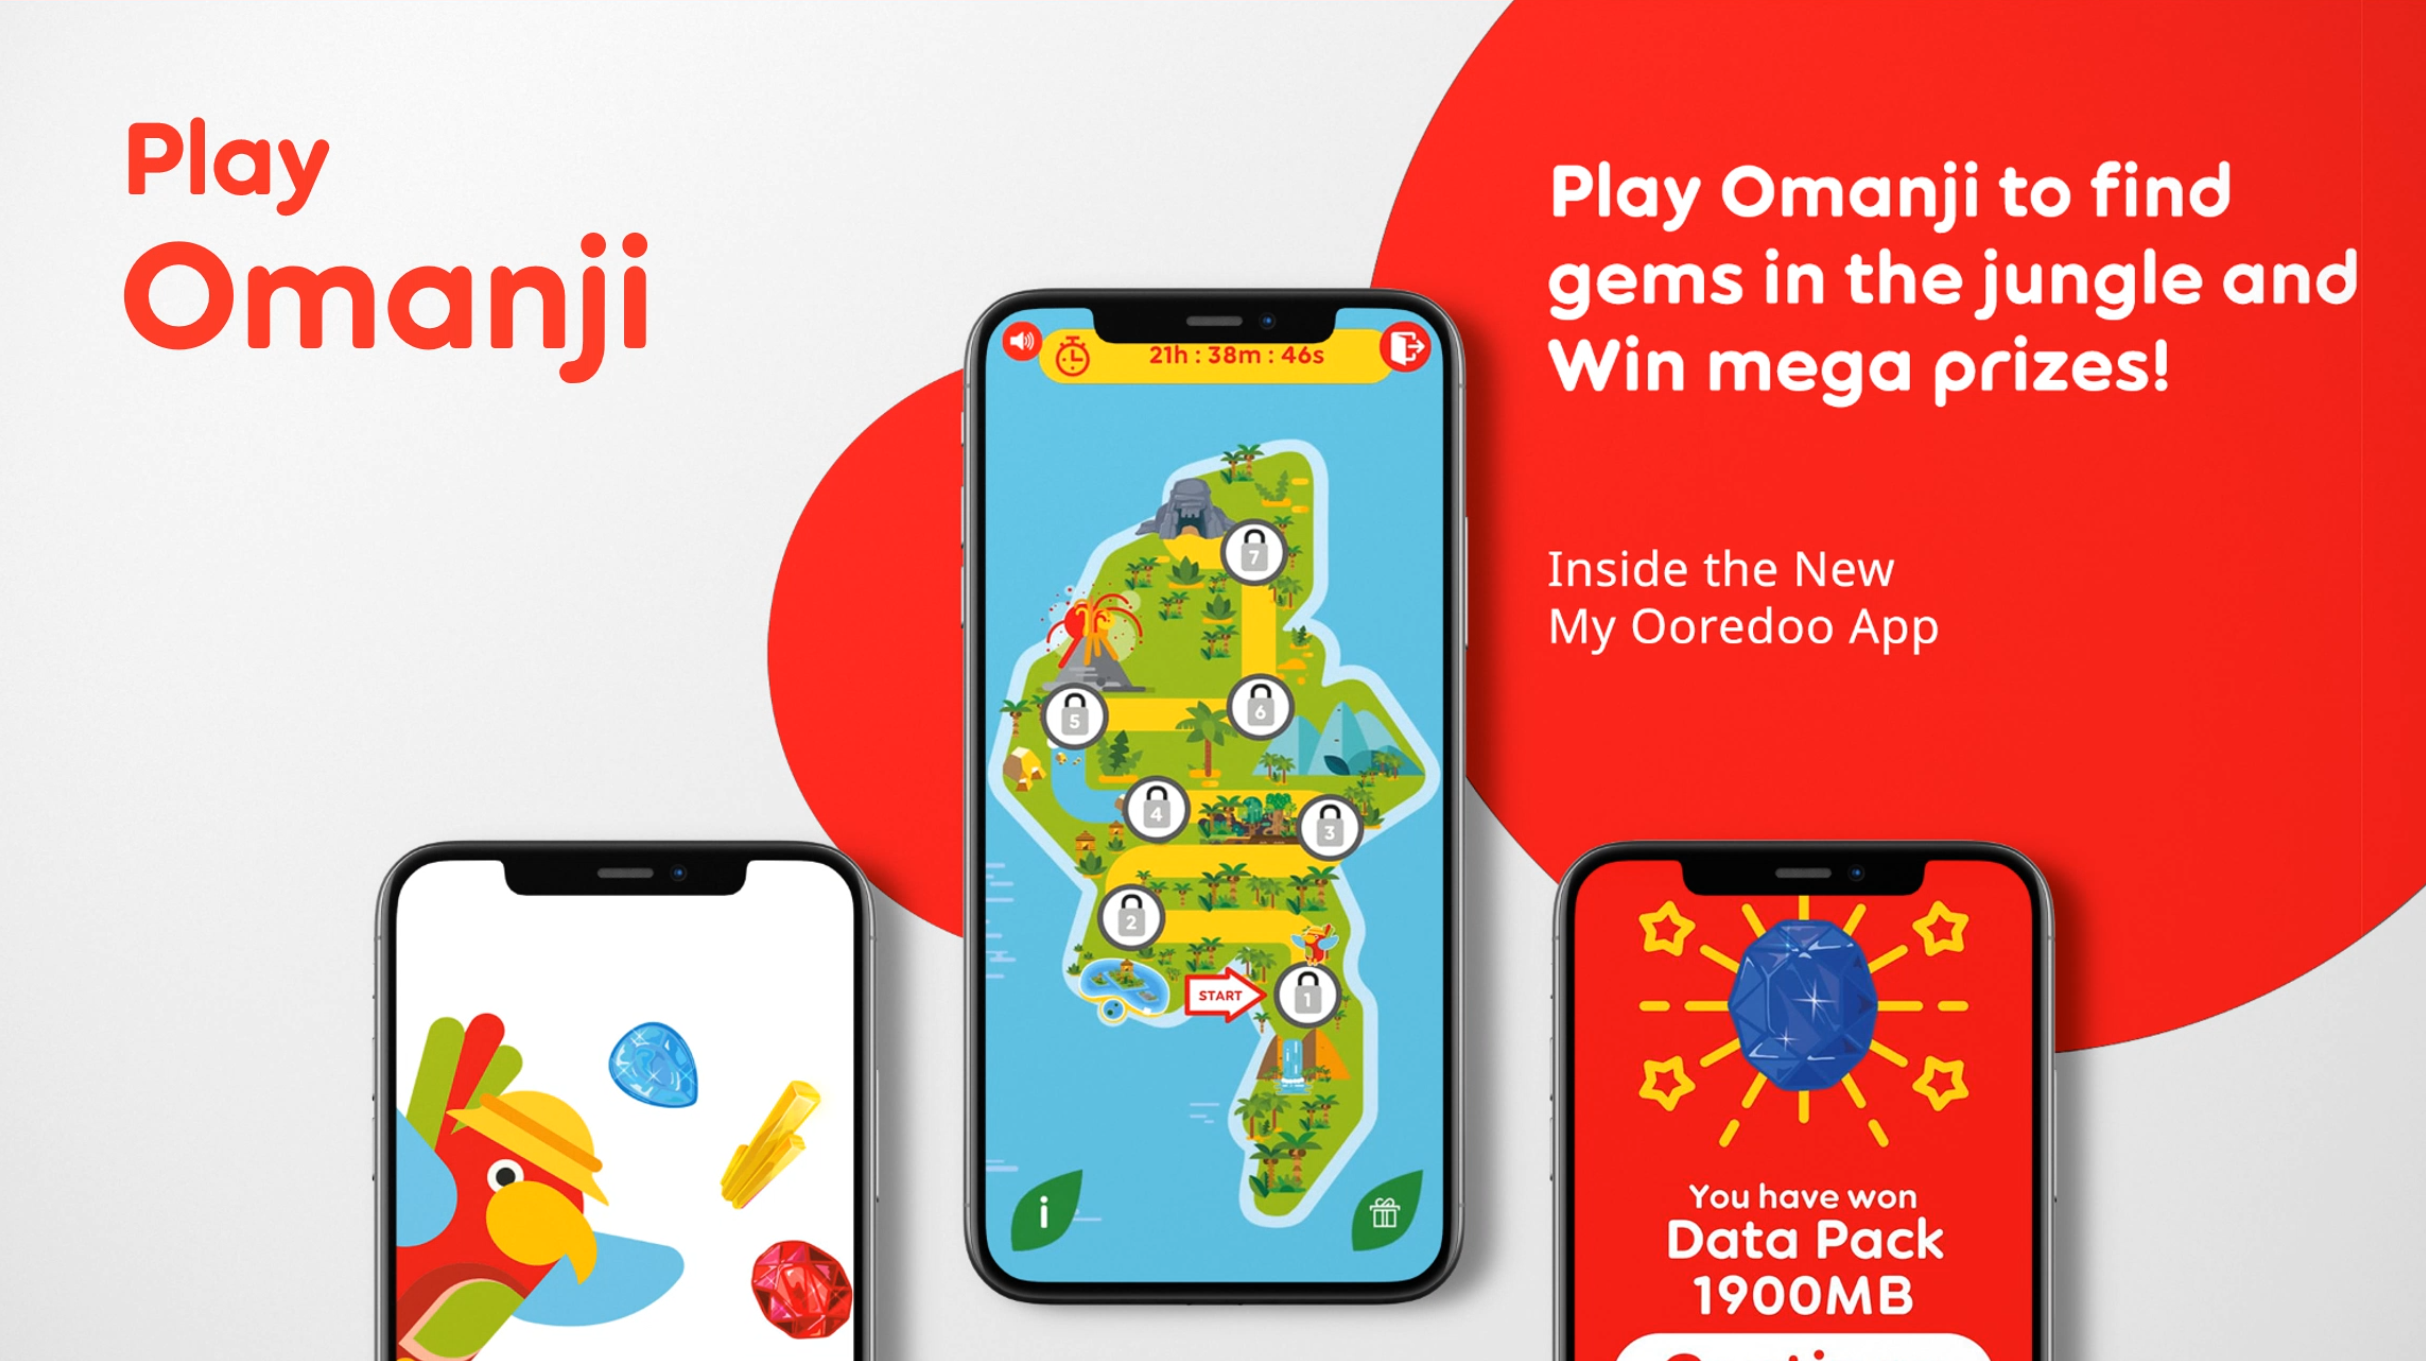 Play
Omanji
Play Omanji to find
gems in the jungle and
Win mega prizes!
Inside the New
My Ooredoo App
21h : 38m : 46s
7
5
6
4
3
2
START
1
i
You have won
Data Pack
1900MB